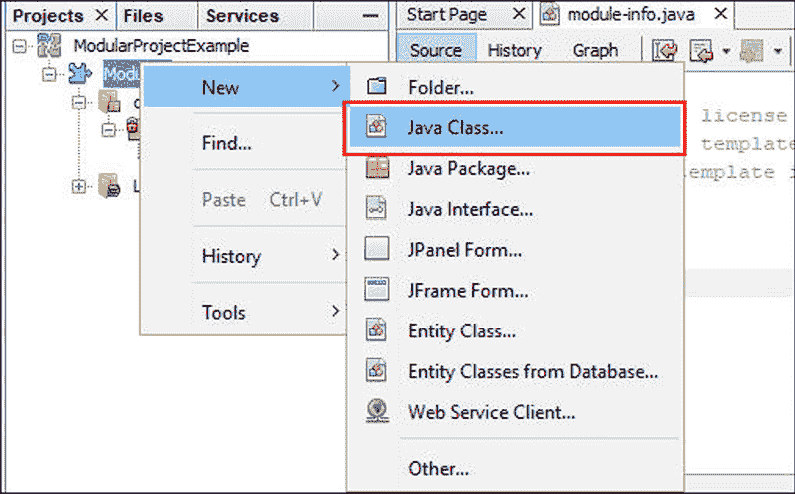 Projects Files Services
Start Page module-info.java
Source History Graph
ModularProjectExample
New
Find...
Paste Ctrl+V
History
Tools
Folder...
Java Class...
Java Package...
Java Interface...
JPanel Form...
JFrame Form...
Entity Class...
Entity Classes from Database...
Web Service Client...
Other...
license
template